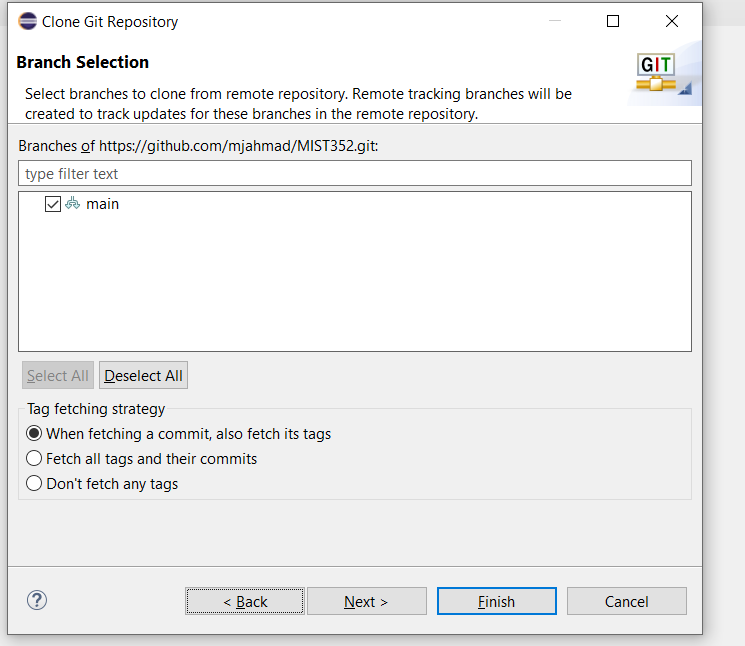 Clone Git Repository
Branch Selection
GIT
Select branches to clone from remote repository. Remote tracking branches will be
created to track updates for these branches in the remote repository.
Branches of https://github.com/mjahmad/MIST352.git:
type filter text
main
Select All Deselect All
Tag fetching strategy
When fetching a commit, also fetch its tags
Fetch all tags and their commits
Don't fetch any tags
? < Back Next > Finish Cancel